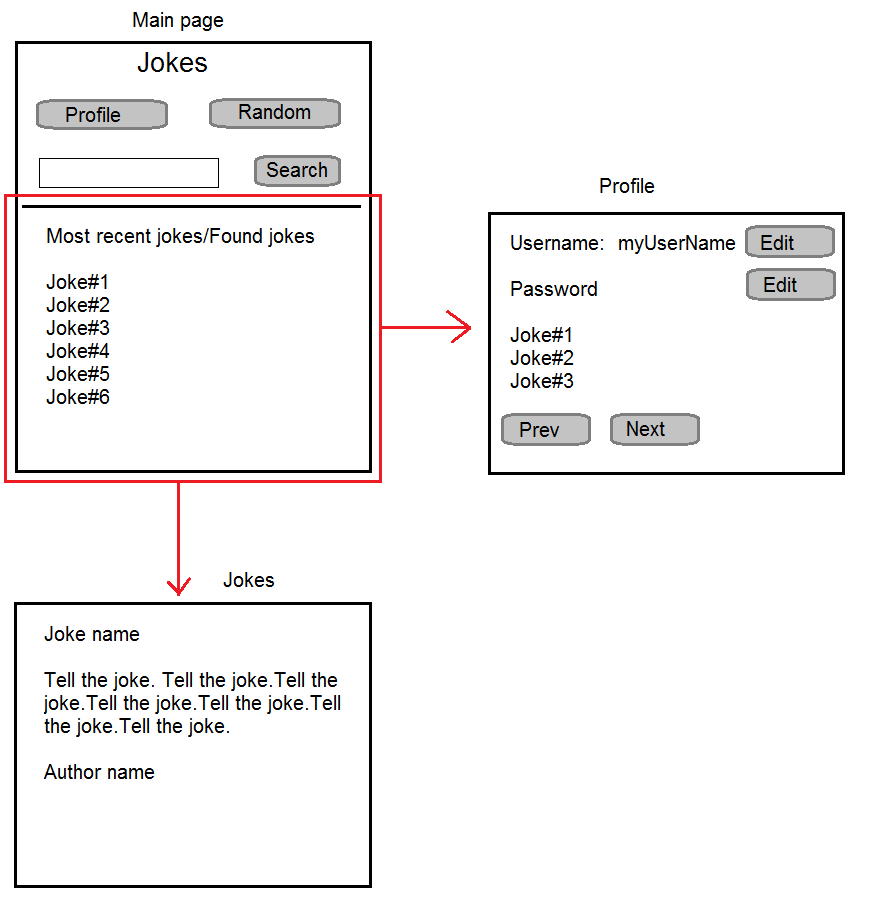 Main page
Jokes
Profile
Random
Search
Most recent jokes/Found jokes
Joke#1
Joke#2
Joke#3
Joke#4
Joke#5
Joke#6
Profile
Username: myUserName
Edit
Password
Edit
Joke#1
Joke#2
Joke#3
Prev
Next
Jokes
Joke name
Tell the joke. Tell the joke.Tell the
joke.Tell the joke.Tell the joke.Tell
the joke.Tell the joke.
Author name